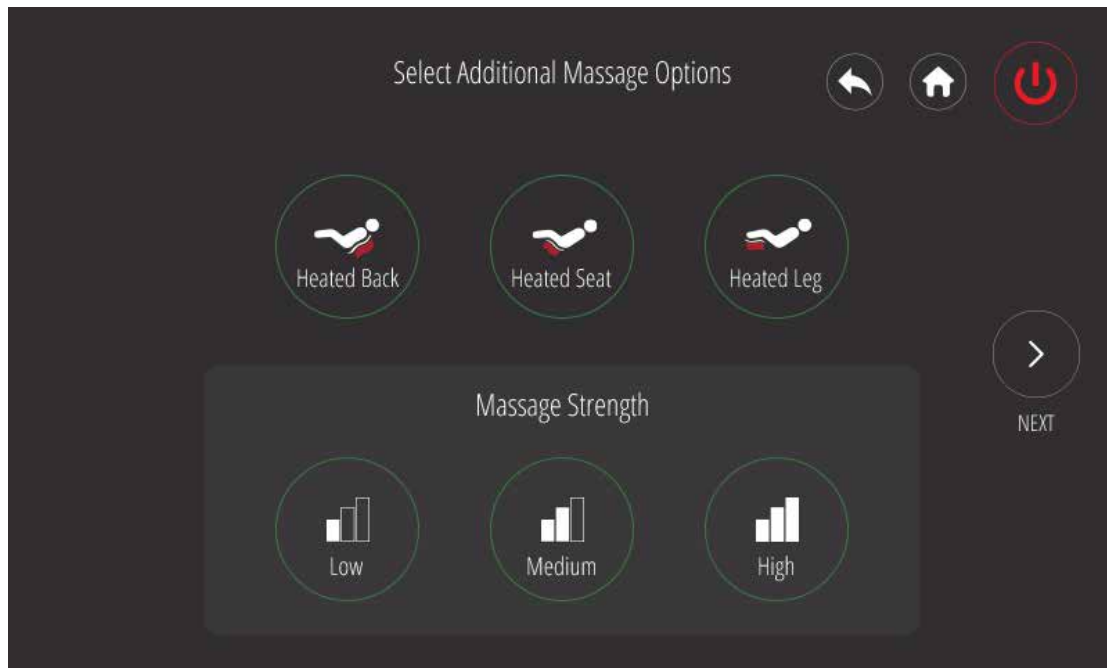 Select Additional Massage Options
Heated Back
Heated Seat
Heated Leg
NEXT
Massage Strength
Low
Medium
High